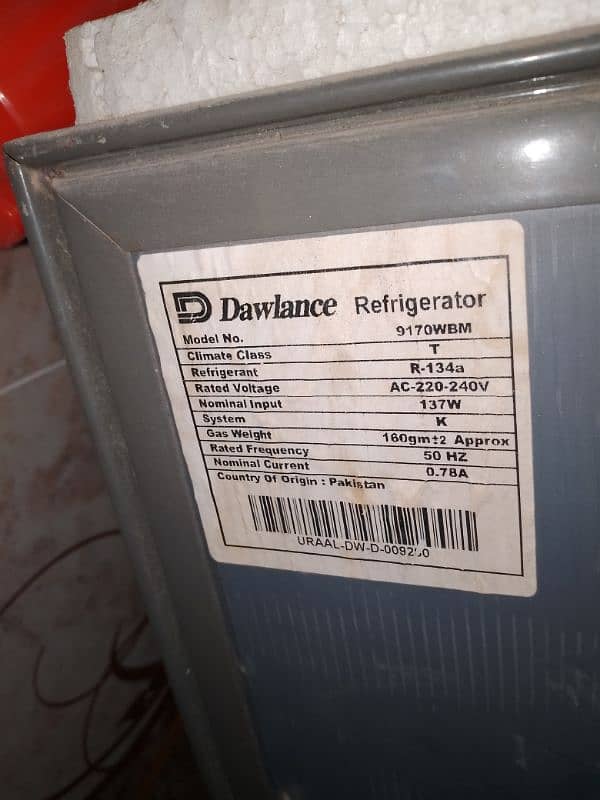 Dawlance Refrigerator
Model No. 9170WBM
Climate Class T
Refrigerant R-134a
Rated Voltage AC-220-240V
Nominal Input 137W
System K
Gas Weight 160gm±2 Approx
Rated Frequency 50 HZ
Nominal Current 0.78A
Country Of Origin : Pakistan